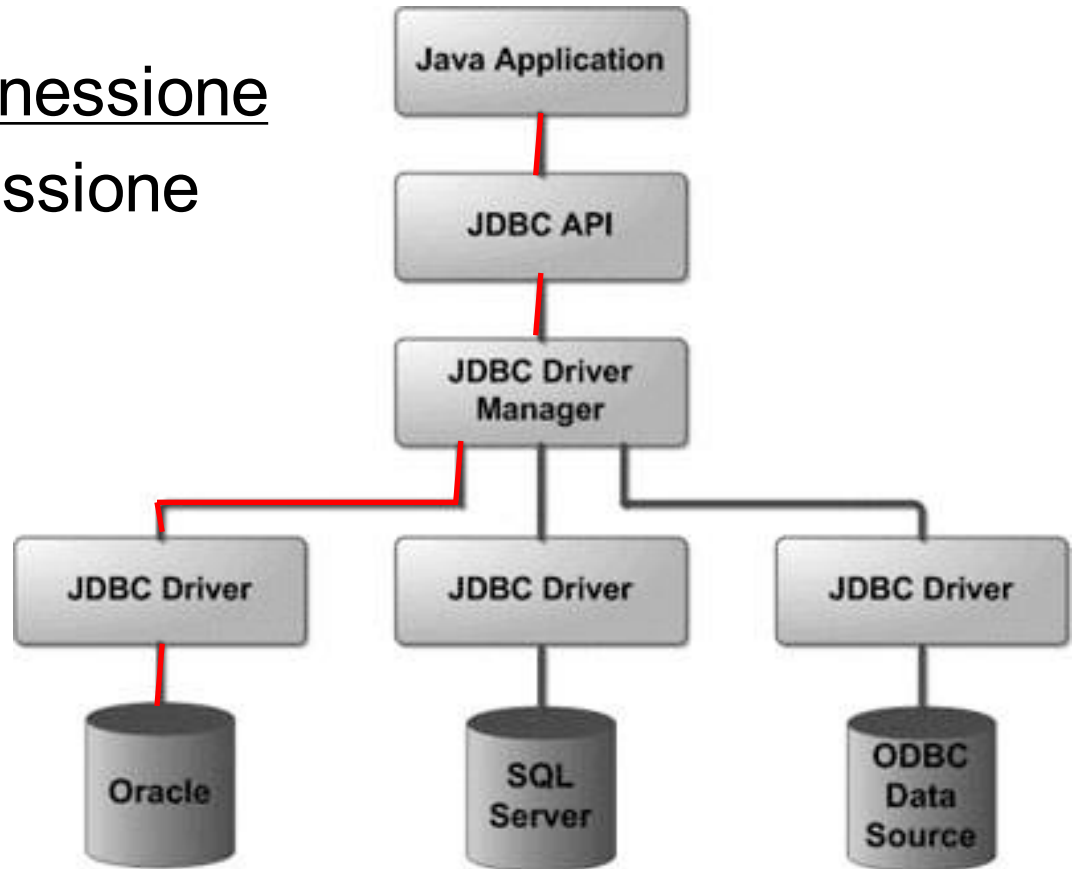 nessione
ssione
Java Application
JDBC API
JDBC Driver
Manager
JDBC Driver
JDBC Driver
JDBC Driver
Oracle
SQL
Server
ODBC
Data
Source